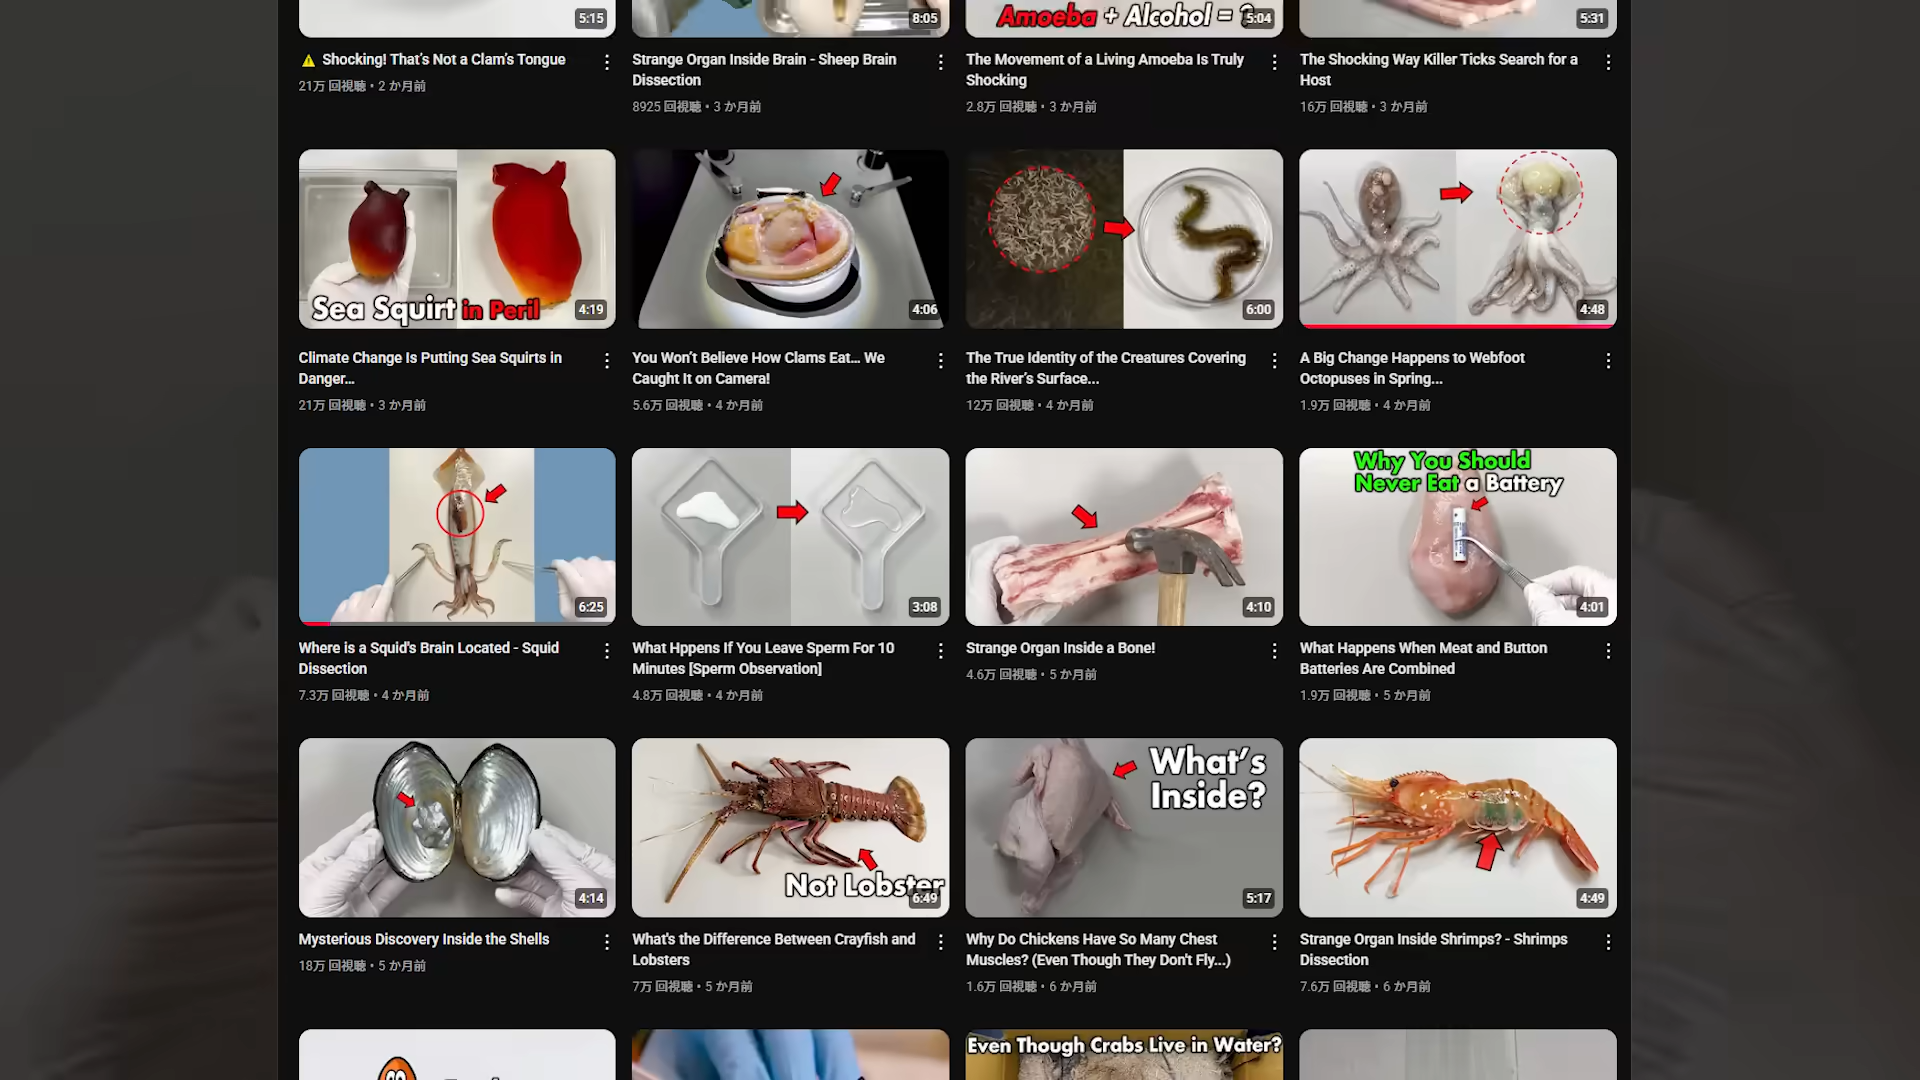 5:15
8:05
Amoeba + Alcohol = ?
5:04
5:31
Shocking! That's Not a Clam's Tongue
21万 回視聴・2 か月前
Strange Organ Inside Brain - Sheep Brain
Dissection
8925 回視聴・3 か月前
The Movement of a Living Amoeba Is Truly
Shocking
2.8万 回視聴・3 か月前
The Shocking Way Killer Ticks Search for a
Host
16万 回視聴・3 か月前
Sea Squirt in Peril
4:19
4:06
6:00
4:48
Climate Change Is Putting Sea Squirts in
Danger...
21万 回視聴・3 か月前
You Won't Believe How Clams Eat... We
Caught It on Camera!
5.6万 回視聴・4 か月前
The True Identity of the Creatures Covering
the River's Surface...
12万 回視聴・4 か月前
A Big Change Happens to Webfoot
Octopuses in Spring...
1.9万 回視聴・4 か月前
6:25
3:08
4:10
Why You Should
Never Eat a Battery
4:01
Where is a Squid's Brain Located - Squid
Dissection
7.3万 回視聴・4 か月前
What Hppens If You Leave Sperm For 10
Minutes [Sperm Observation]
4.8万 回視聴・4 か月前
Strange Organ Inside a Bone!
4.6万 回視聴・5 か月前
What Happens When Meat and Button
Batteries Are Combined
1.9万 回視聴・5 か月前
4:14
Not Lobster
6:49
What's
Inside?
5:17
4:49
Mysterious Discovery Inside the Shells
18万 回視聴・5 か月前
What's the Difference Between Crayfish and
Lobsters
7万 回視聴・5 か月前
Why Do Chickens Have So Many Chest
Muscles? (Even Though They Don't Fly...)
1.6万 回視聴・6 か月前
Strange Organ Inside Shrimps? - Shrimps
Dissection
7.6万 回視聴・6 か月前
Even Though Crabs Live in Water?